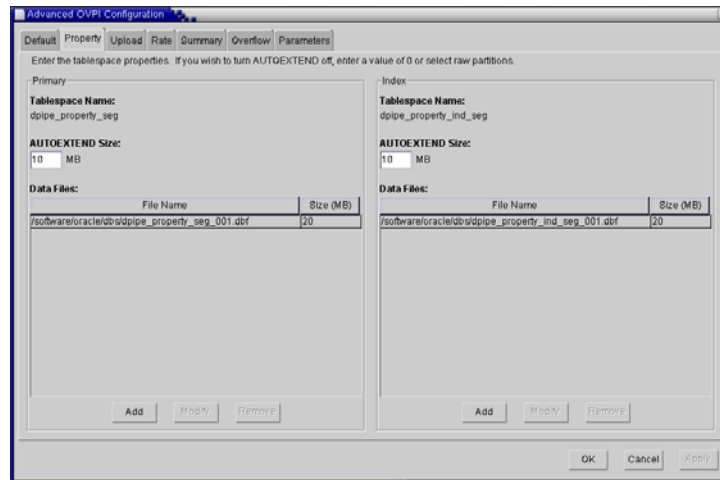 Advanced OVPI Configuration
Default Property Upload Rate Summary Overflow Parameters
Enter the tablespace properties. If you wish to turn AUTOEXTEND off, enter a value of 0 or select raw partitions.
Primary
Tablespace Name:
dpipe_property_seg
AUTOEXTEND Size:
10 MB
Data Files:
File Name Size (MB)
/software/oracle/dbs/dpipe_property_seg_001.dbf 20
Add Modify Remove
Index
Tablespace Name:
dpipe_property_ind_seg
AUTOEXTEND Size:
10 MB
Data Files:
File Name Size (MB)
/software/oracle/dbs/dpipe_property_ind_seg_001.dbf 20
Add Modify Remove
OK Cancel Apply